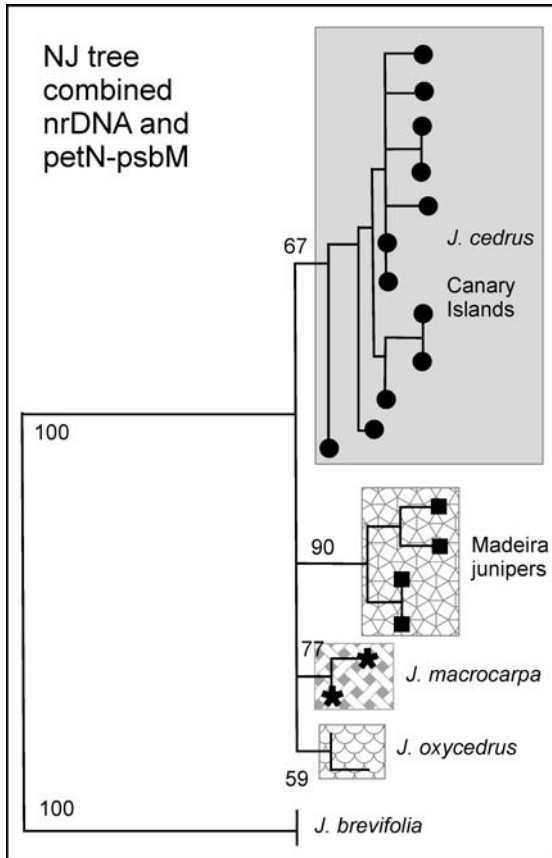 NJ tree
combined
nrDNA and
petN-psbM
67
J. cedrus
Canary
Islands
100
90
Madeira
junipers
77
J. macrocarpa
J. oxycedrus
59
100
J. brevifolia